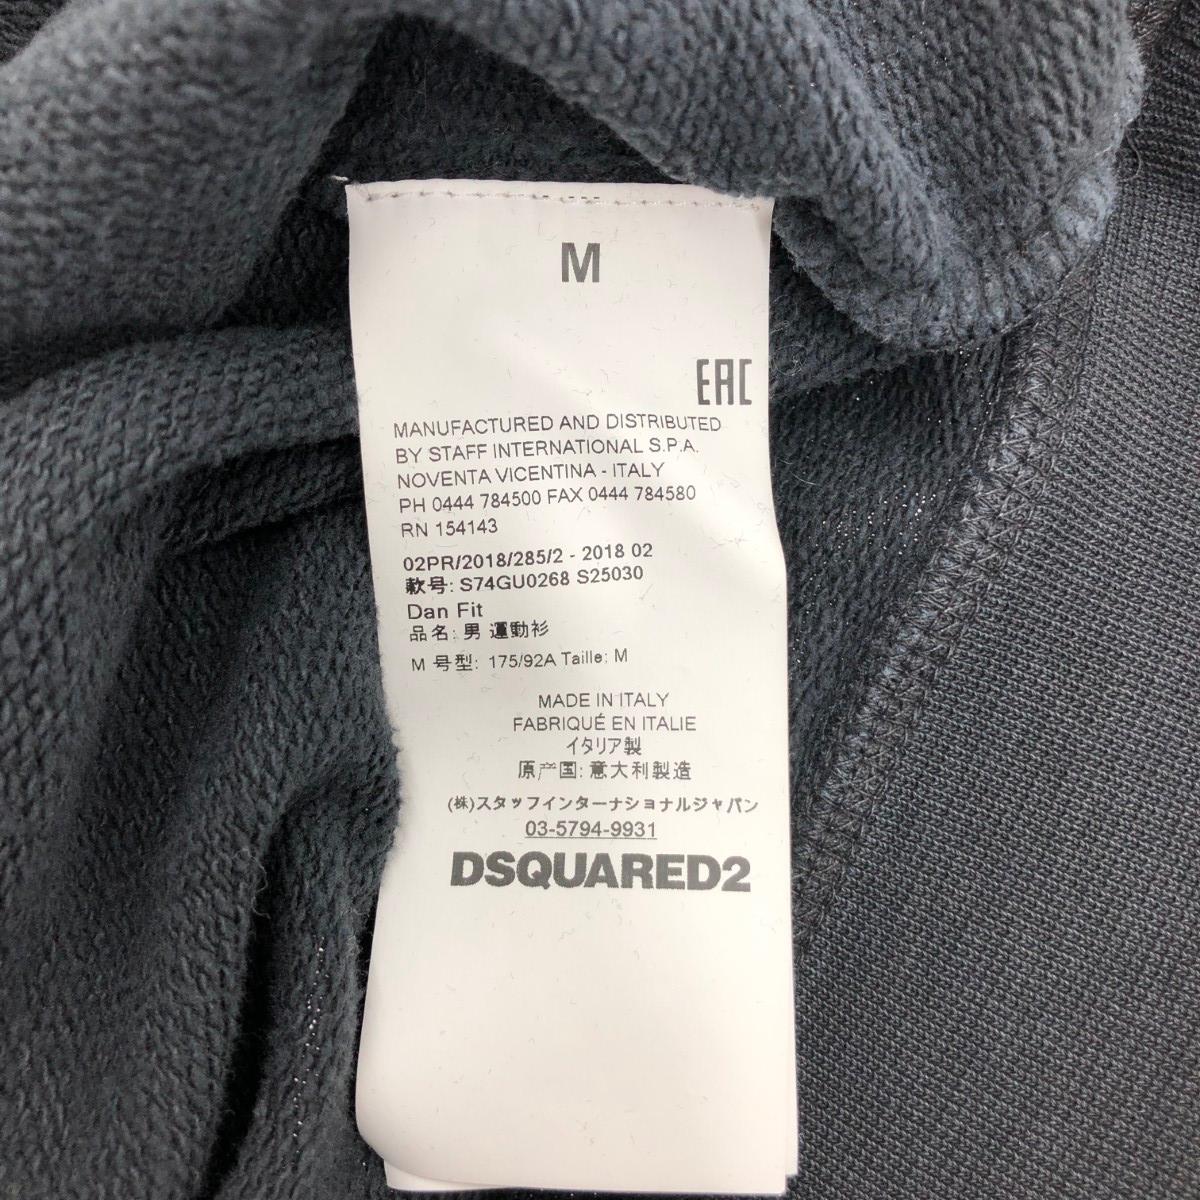 M
EAC
MANUFACTURED AND DISTRIBUTED
BY STAFF INTERNATIONAL S.P.A.
NOVENTA VICENTINA - ITALY
PH 0444 784500 FAX 0444 784580
RN 154143
02PR/2018/285/2 - 2018 02
款号: S74GU0268 S25030
Dan Fit
品名: 男 運動衫
M 号型: 175/92A Taille: M
MADE IN ITALY
FABRIQUÉ EN ITALIE
イタリア製
原产国: 意大利製造
(株)スタッフインターナショナルジャパン
03-5794-9931
DSQUARED2